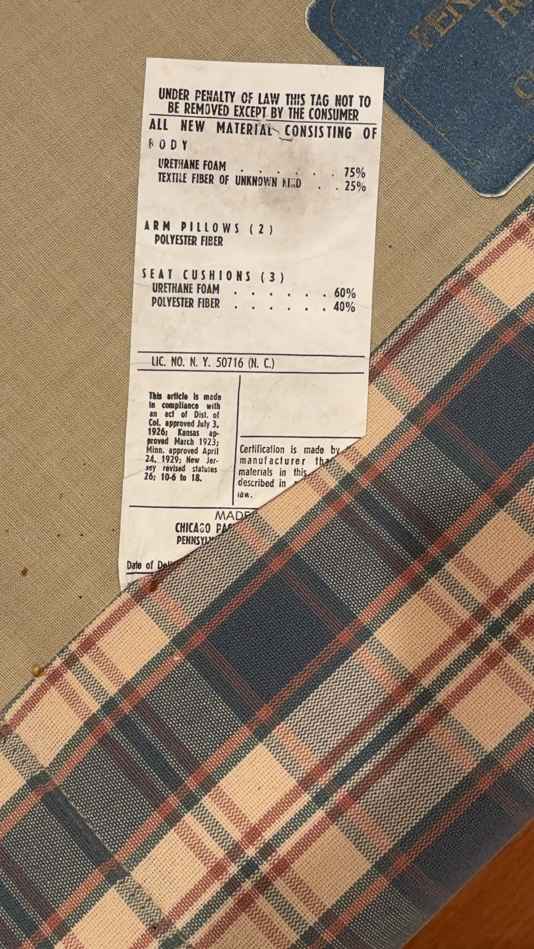 UNDER PENALTY OF LAW THIS TAG NOT TO
BE REMOVED EXCEPT BY THE CONSUMER
ALL NEW MATERIAL CONSISTING OF
BODY
URETHANE FOAM . . . . . . 75%
TEXTILE FIBER OF UNKNOWN KIND . . 25%
ARM PILLOWS (2)
POLYESTER FIBER
SEAT CUSHIONS (3)
URETHANE FOAM . . . . . . 60%
POLYESTER FIBER . . . . . . 40%
LIC. NO. N. Y. 50716 (N. C.)
This article is made
in compliance with
an act of Dist. of
Col. approved July 3,
1926; Kansas ap-
proved March 1923;
Minn. approved April
24, 1929; New Jer-
sey revised statutes
26; 10-6 to 18.
Certification is made by
manufacturer
materials in this
described in
law.
MADE
CHICAGO
Date of